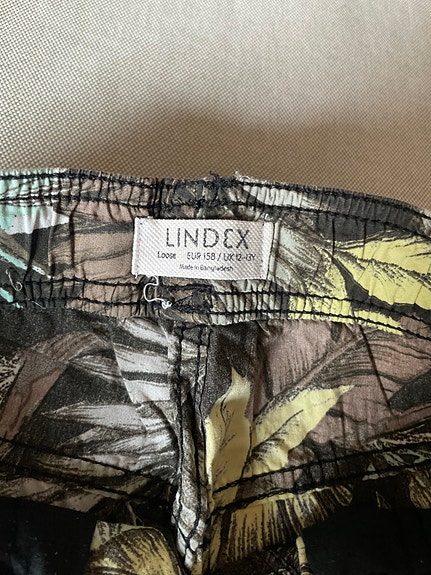 LINDEX
Loose EUR 158 / UK 12-13Y
Made in Bangladesh